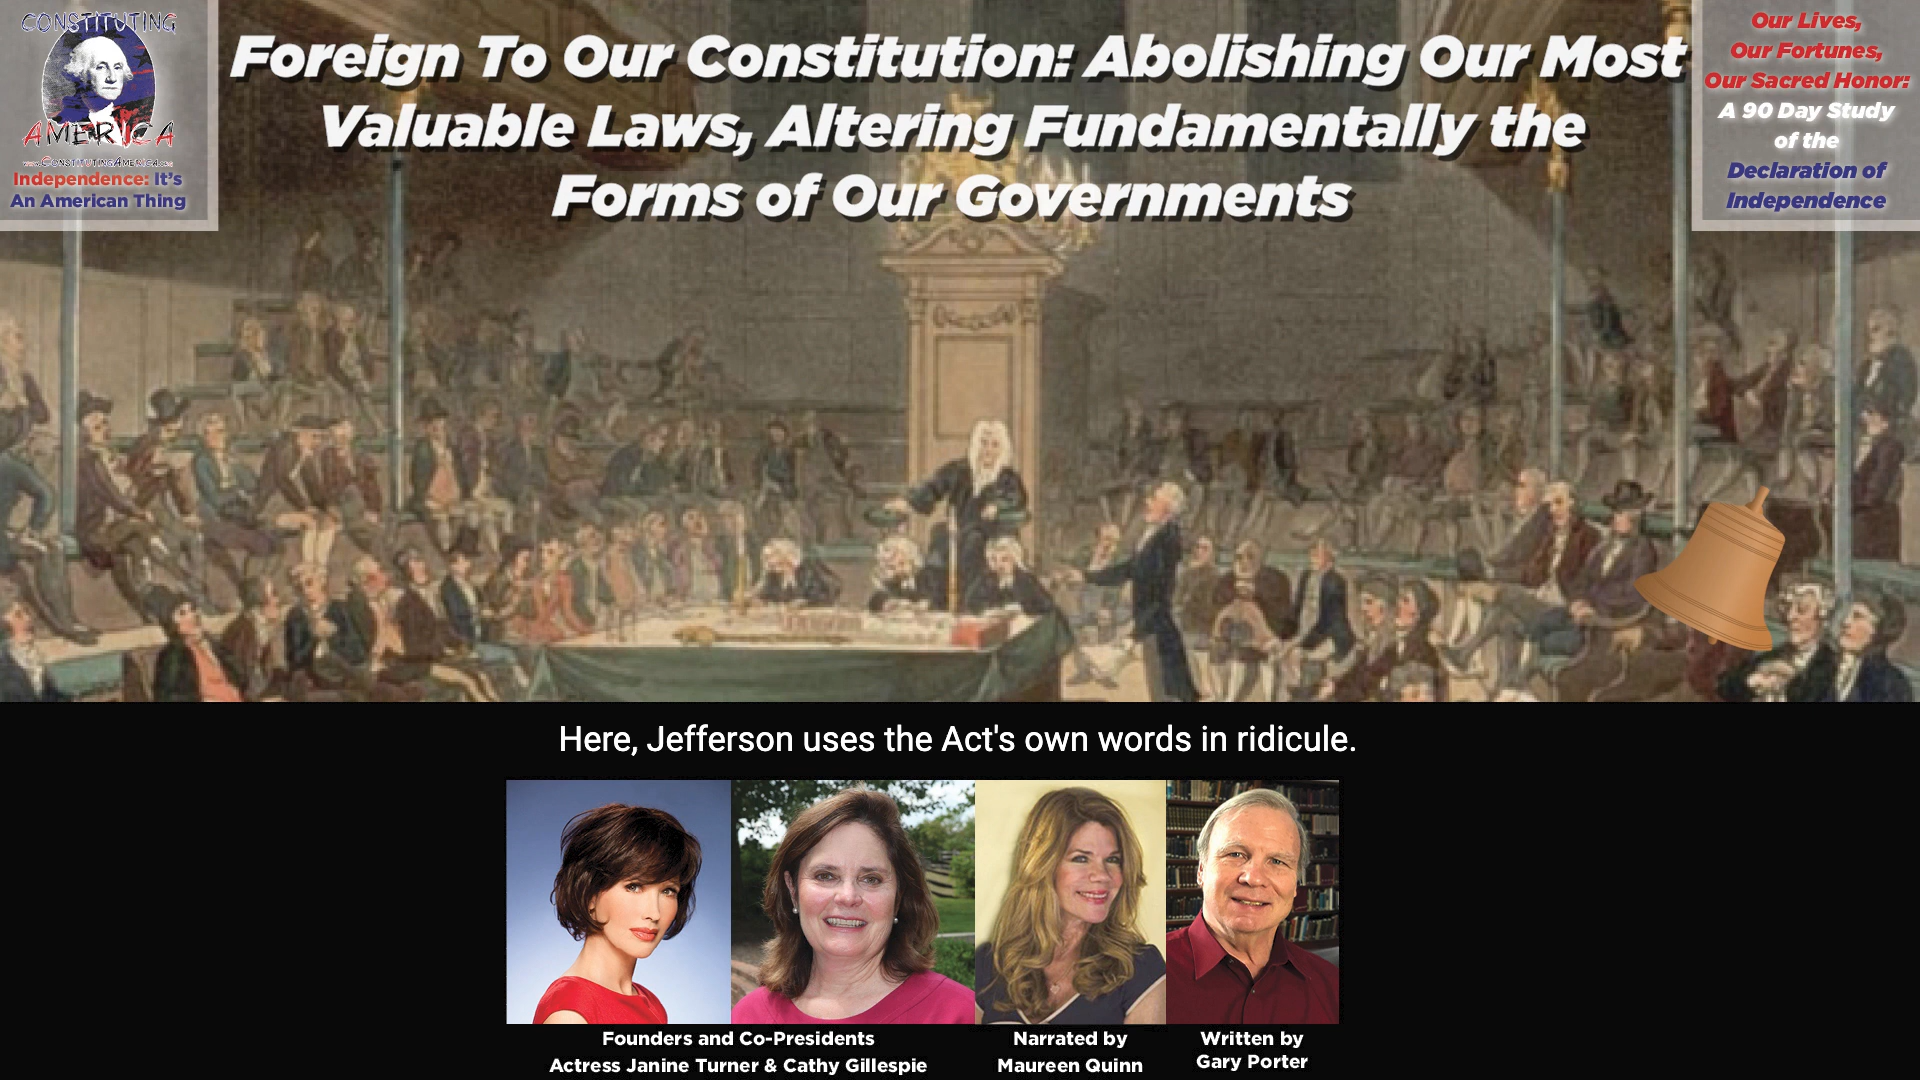 CONSTITUTING
AMERICA
www.ConstitutingAmerica.org
Independence: It's
An American Thing
Foreign To Our Constitution: Abolishing Our Most
Valuable Laws, Altering Fundamentally the
Forms of Our Governments
Our Lives,
Our Fortunes,
Our Sacred Honor:
A 90 Day Study
of the
Declaration of
Independence
Here, Jefferson uses the Act's own words in ridicule.
Founders and Co-Presidents
Actress Janine Turner & Cathy Gillespie
Narrated by
Maureen Quinn
Written by
Gary Porter